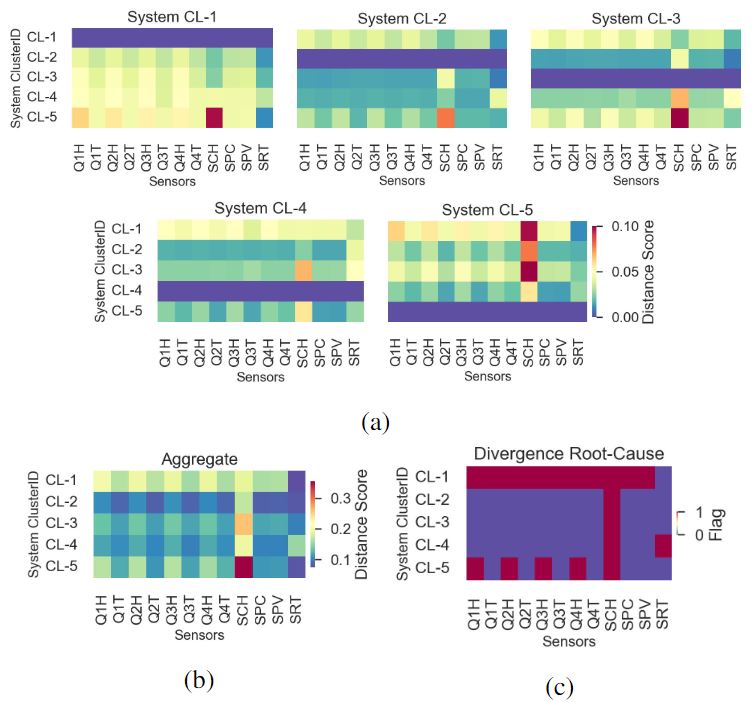 System CL-1
System CL-2
System CL-3
System ClusterID
CL-1
CL-2
CL-3
CL-4
CL-5
Q1H Q1T Q2H Q2T Q3H Q3T Q4H Q4T SCH SPC SPV SRT
Sensors
Q1H Q1T Q2H Q2T Q3H Q3T Q4H Q4T SCH SPC SPV SRT
Sensors
Q1H Q1T Q2H Q2T Q3H Q3T Q4H Q4T SCH SPC SPV SRT
Sensors
System CL-4
System CL-5
System ClusterID
CL-1
CL-2
CL-3
CL-4
CL-5
0.10
0.05
0.00
Distance Score
Q1H Q1T Q2H Q2T Q3H Q3T Q4H Q4T SCH SPC SPV SRT
Sensors
Q1H Q1T Q2H Q2T Q3H Q3T Q4H Q4T SCH SPC SPV SRT
Sensors
(a)
Aggregate
System ClusterID
CL-1
CL-2
CL-3
CL-4
CL-5
0.3
0.2
0.1
Distance Score
Q1H Q1T Q2H Q2T Q3H Q3T Q4H Q4T SCH SPC SPV SRT
Sensors
(b)
Divergence Root-Cause
System ClusterID
CL-1
CL-2
CL-3
CL-4
CL-5
1
0
Flag
Q1H Q1T Q2H Q2T Q3H Q3T Q4H Q4T SCH SPC SPV SRT
Sensors
(c)